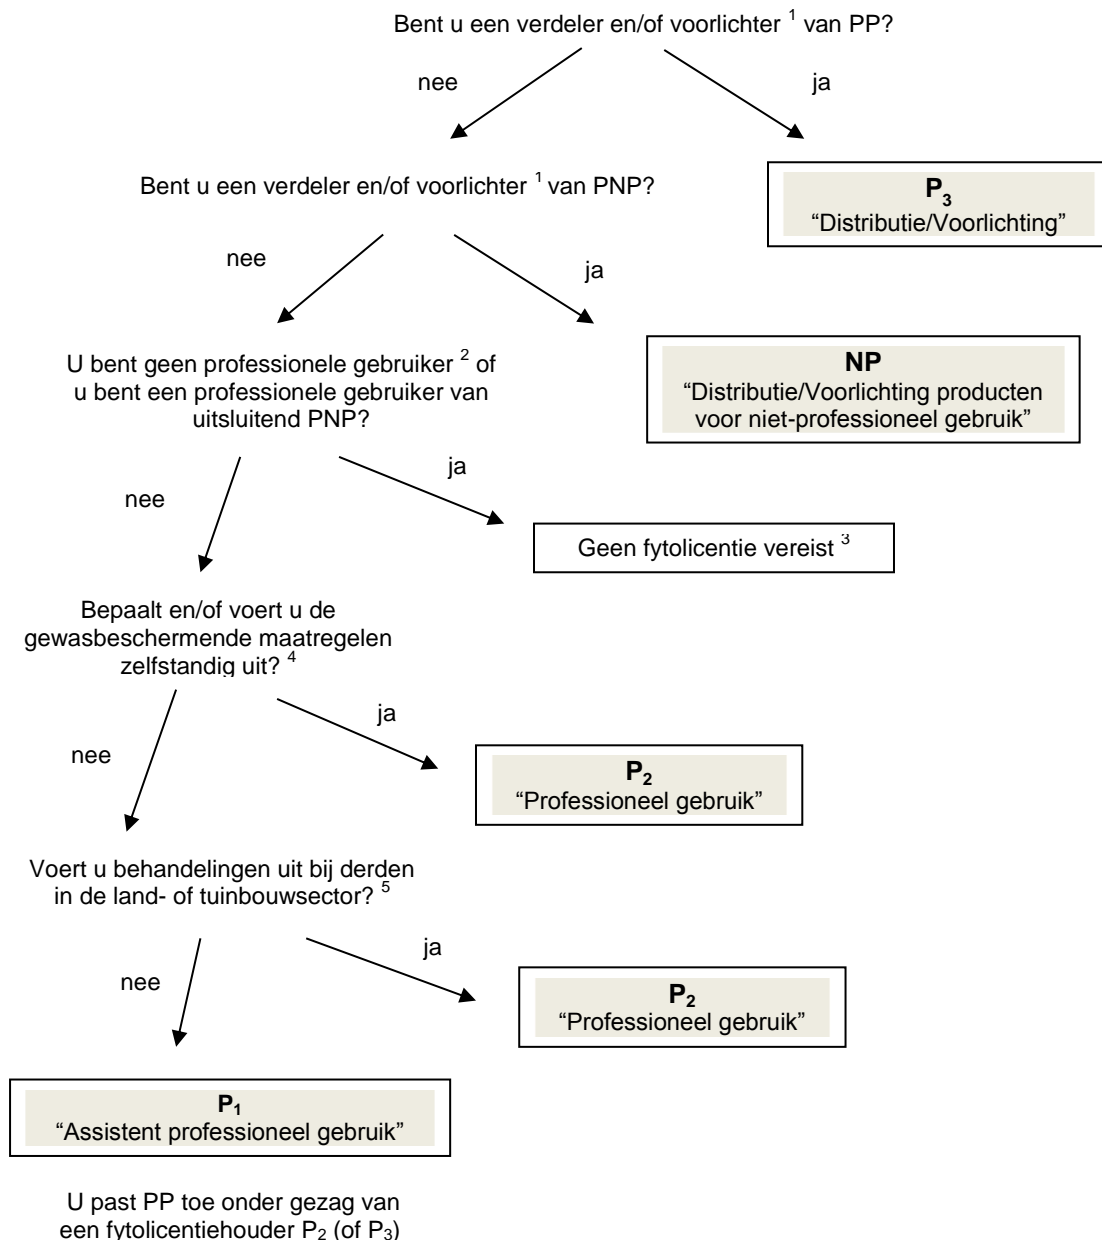 Bent u een verdeler en/of voorlichter ¹ van PP?
nee
ja
Bent u een verdeler en/of voorlichter ¹ van PNP?
P₃
“Distributie/Voorlichting”
nee
ja
U bent geen professionele gebruiker ² of
u bent een professionele gebruiker van
uitsluitend PNP?
NP
“Distributie/Voorlichting producten
voor niet-professioneel gebruik”
nee
ja
Geen fytolicentie vereist ³
Bepaalt en/of voert u de
gewasbeschermende maatregelen
zelfstandig uit? ⁴
nee
ja
P₂
“Professioneel gebruik”
Voert u behandelingen uit bij derden
in de land- of tuinbouwsector? ⁵
nee
ja
P₂
“Professioneel gebruik”
P₁
“Assistent professioneel gebruik”
U past PP toe onder gezag van
een fytolicentiehouder P₂ (of P₃)